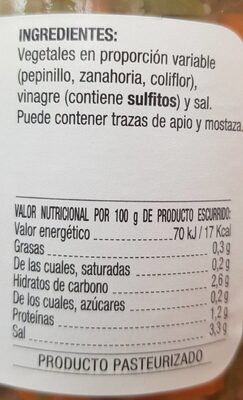 INGREDIENTES:
Vegetales en proporción variable
(pepinillo, zanahoria, coliflor),
vinagre (contiene sulfitos) y sal.
Puede contener trazas de apio y mostaza.
VALOR NUTRICIONAL POR 100 g DE PRODUCTO ESCURRIDO:
Valor energético ............ 70 kJ / 17 Kcal
Grasas ............ 0,3 g
De las cuales, saturadas ............ 0,2 g
Hidratos de carbono ............ 2,6 g
De los cuales, azúcares ............ 0,2 g
Proteínas ............ 1,2 g
Sal ............ 3,3 g
PRODUCTO PASTEURIZADO